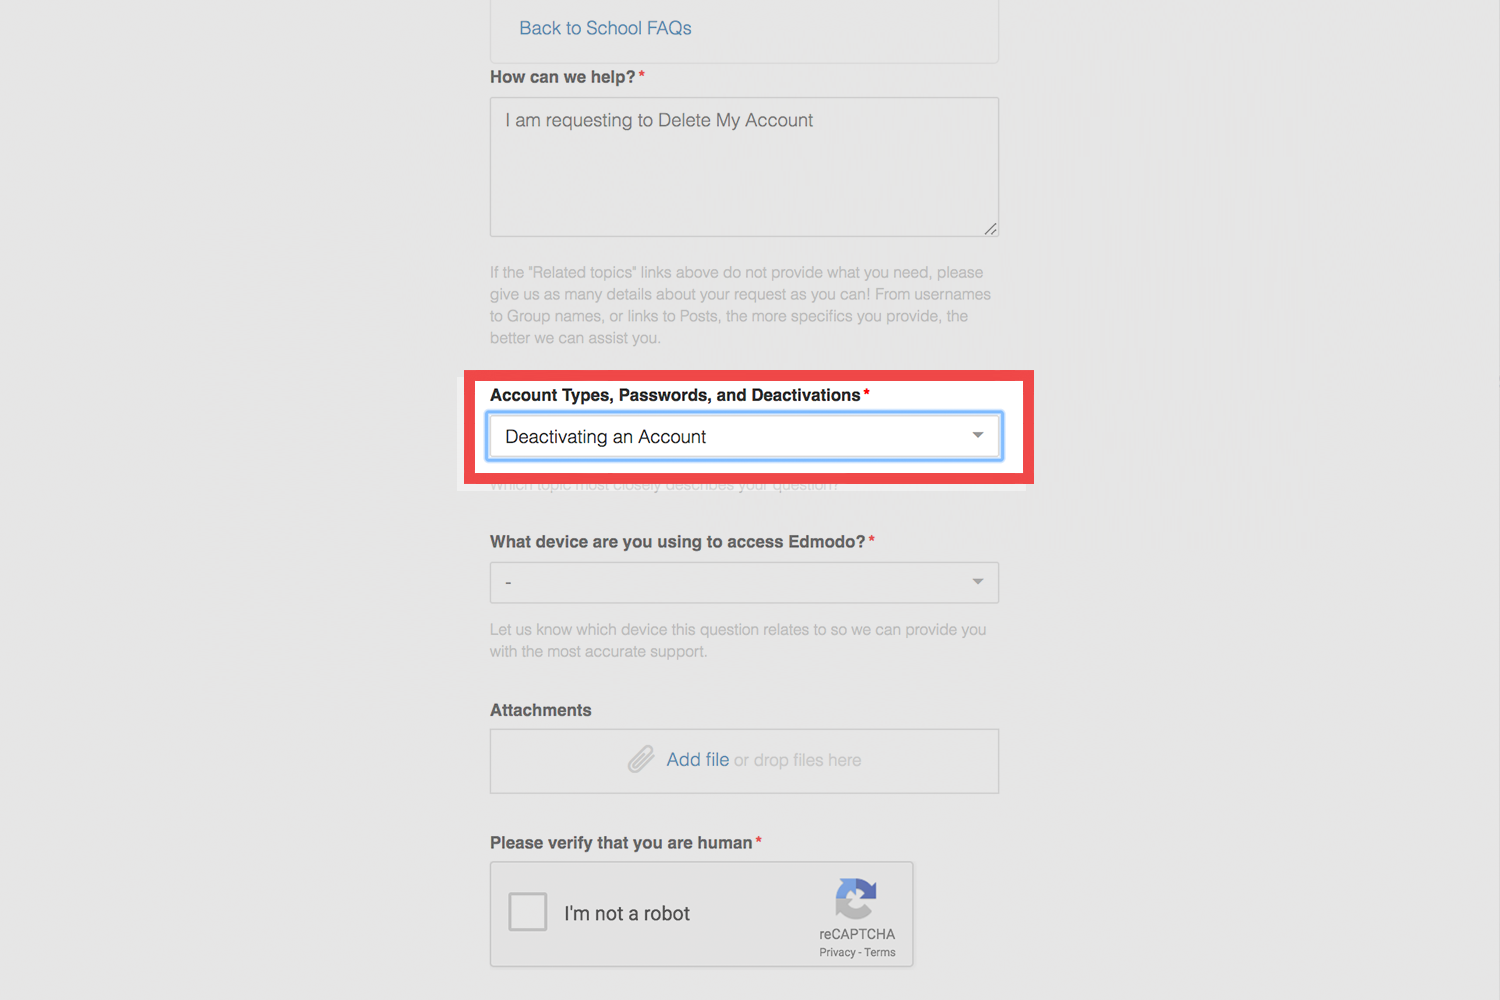 Back to School FAQs
How can we help?*
I am requesting to Delete My Account
If the "Related topics" links above do not provide what you need, please
give us as many details about your request as you can! From usernames
to Group names, or links to Posts, the more specifics you provide, the
better we can assist you.
Account Types, Passwords, and Deactivations*
Deactivating an Account
Which topic most closely describes your question?
What device are you using to access Edmodo?*
-
Let us know which device this question relates to so we can provide you
with the most accurate support.
Attachments
Add file or drop files here
Please verify that you are human*
I'm not a robot
reCAPTCHA
Privacy - Terms